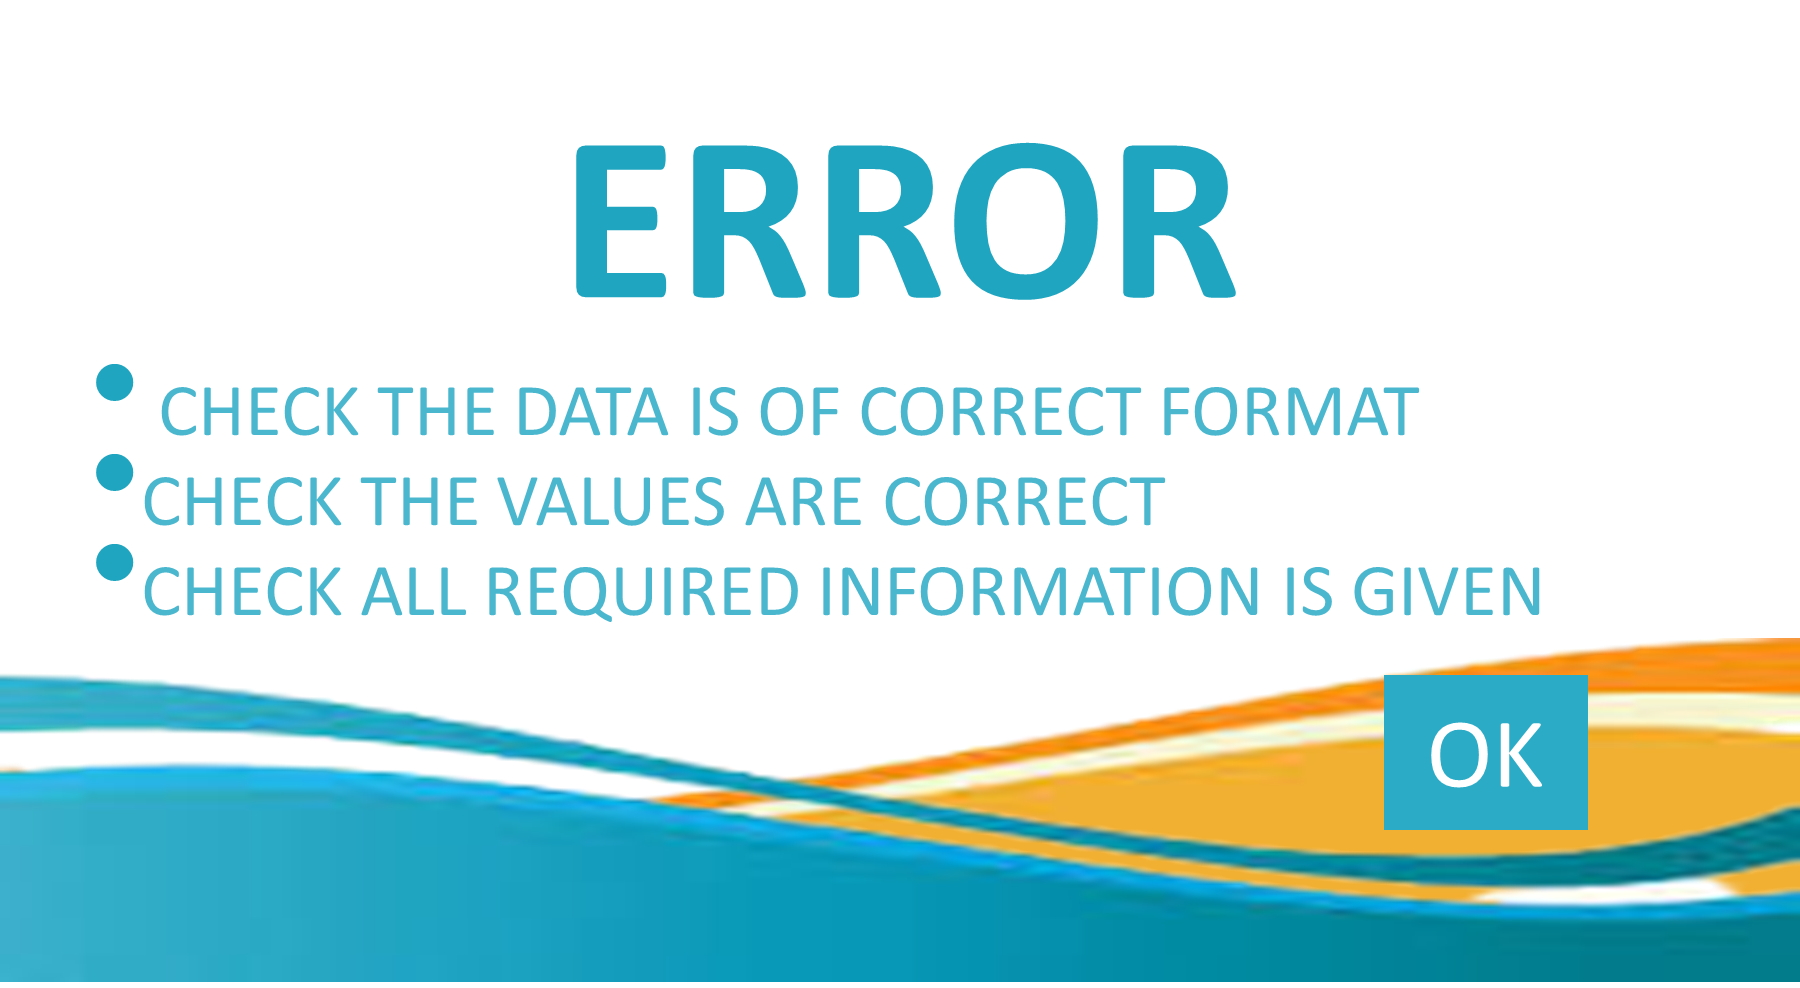 ERROR
• CHECK THE DATA IS OF CORRECT FORMAT
• CHECK THE VALUES ARE CORRECT
• CHECK ALL REQUIRED INFORMATION IS GIVEN
OK